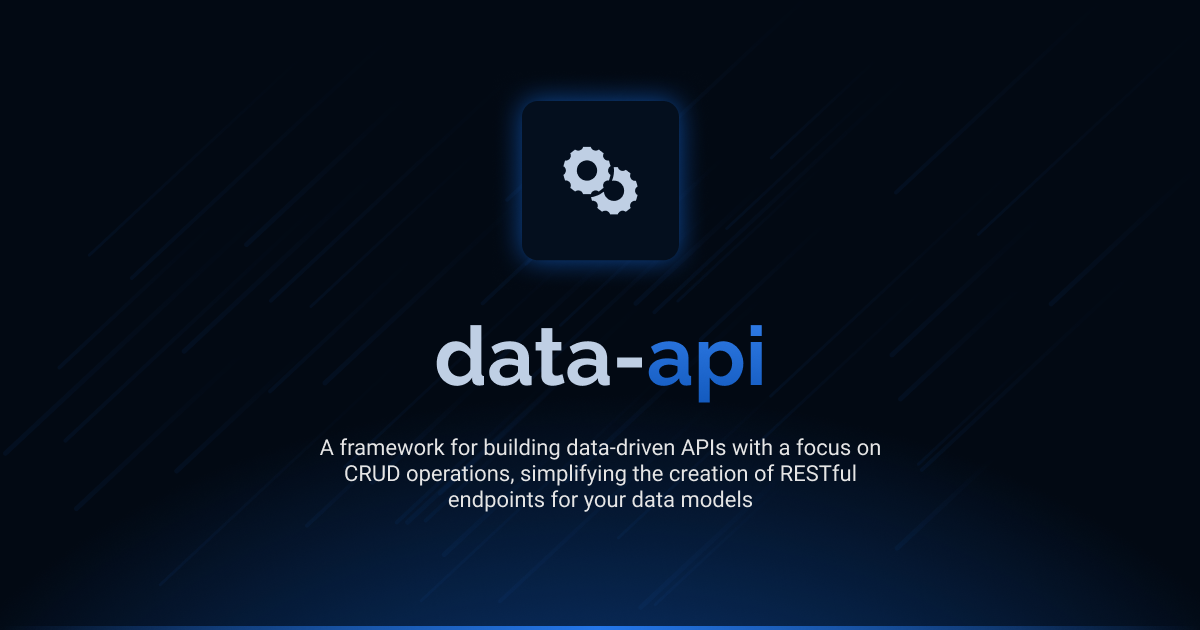 data-api
A framework for building data-driven APIs with a focus on
CRUD operations, simplifying the creation of RESTful
endpoints for your data models